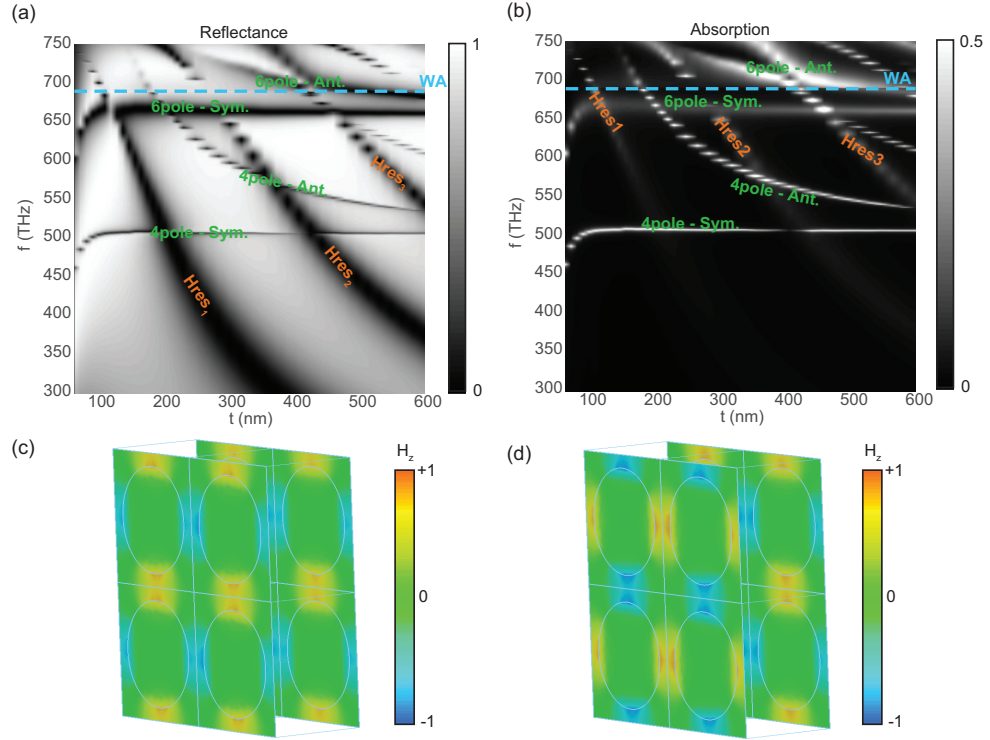 (a)
Reflectance
f (THz)
750
700
650
600
550
500
450
400
350
300
100
200
300
400
500
600
t (nm)
1
0
6pole - Ant.
WA
6pole - Sym.
4pole - Ant.
4pole - Sym.
Hres1
Hres2
Hres3
(b)
Absorption
f (THz)
750
700
650
600
550
500
450
400
350
300
100
200
300
400
500
600
t (nm)
0.5
0
6pole - Ant.
WA
6pole - Sym.
Hres1
Hres2
Hres3
4pole - Ant.
4pole - Sym.
(c)
Hz
+1
0
-1
(d)
Hz
+1
0
-1